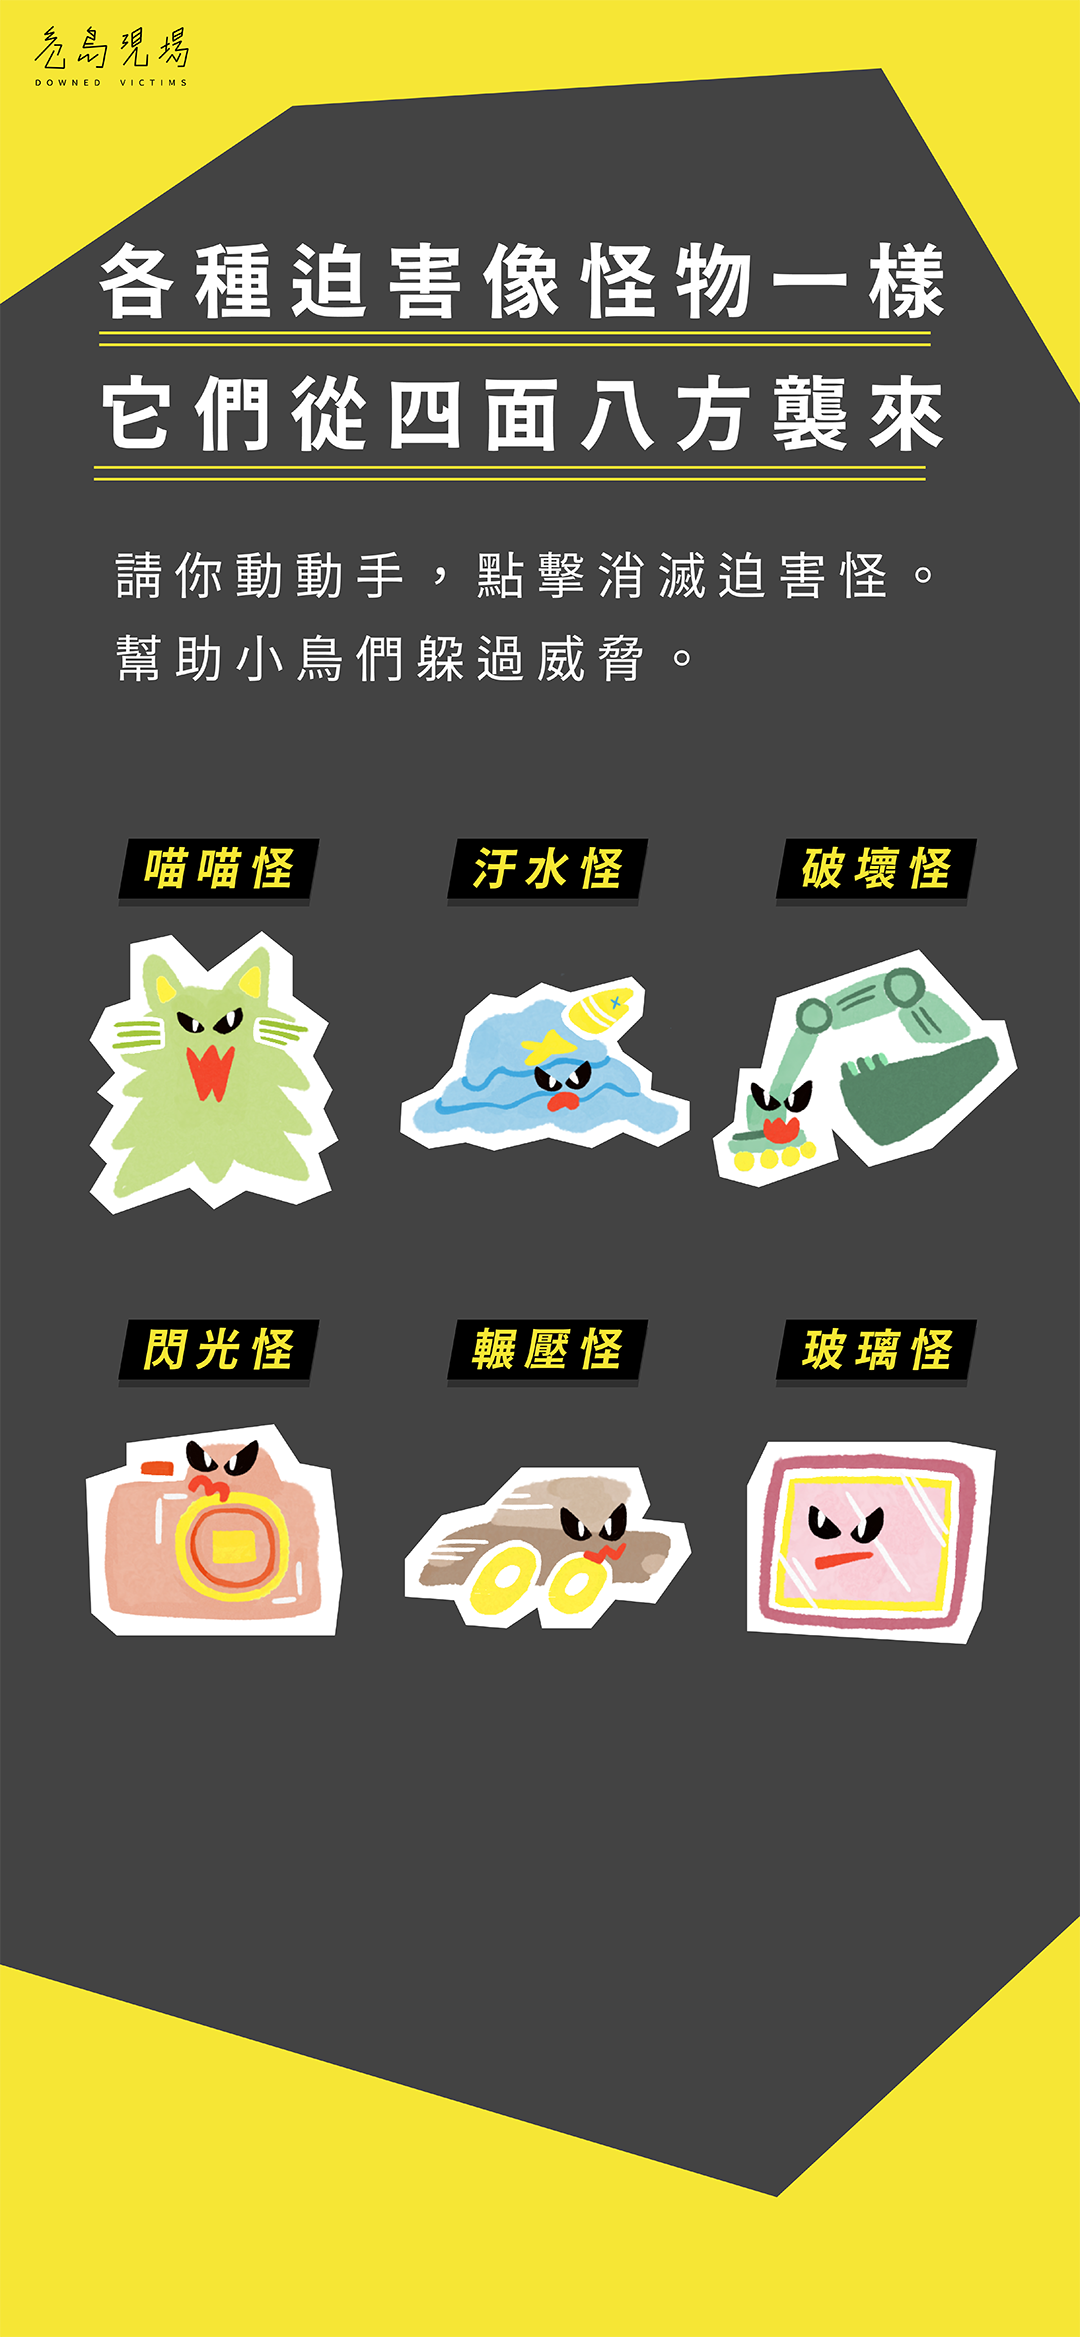 危鳥現場
DOWNED VICTIMS
各種迫害像怪物一樣
它們從四面八方襲來
請你動動手，點擊消滅迫害怪。
幫助小鳥們躲過威脅。
喵喵怪 汙水怪 破壞怪
閃光怪 輾壓怪 玻璃怪